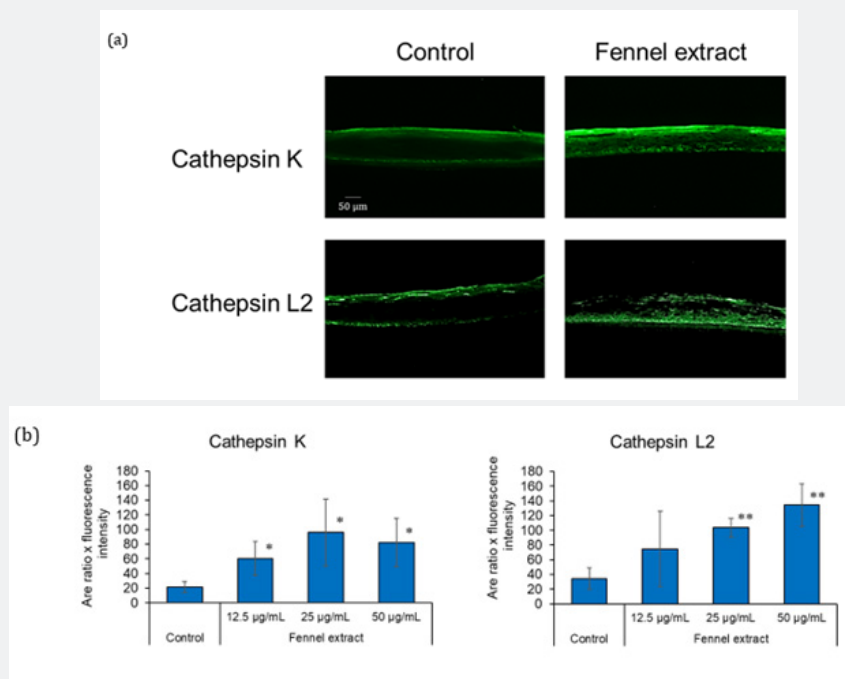 (a)
Control Fennel extract
Cathepsin K
50 µm
Cathepsin L2
(b)
Cathepsin K
Are ratio x fluorescence
intensity
180
160
140
120
100
80
60
40
20
0
*
*
*
12.5 µg/mL 25 µg/mL 50 µg/mL
Control Fennel extract
Cathepsin L2
Are ratio x fluorescence
intensity
180
160
140
120
100
80
60
40
20
0
**
**
12.5 µg/mL 25 µg/mL 50 µg/mL
Control Fennel extract